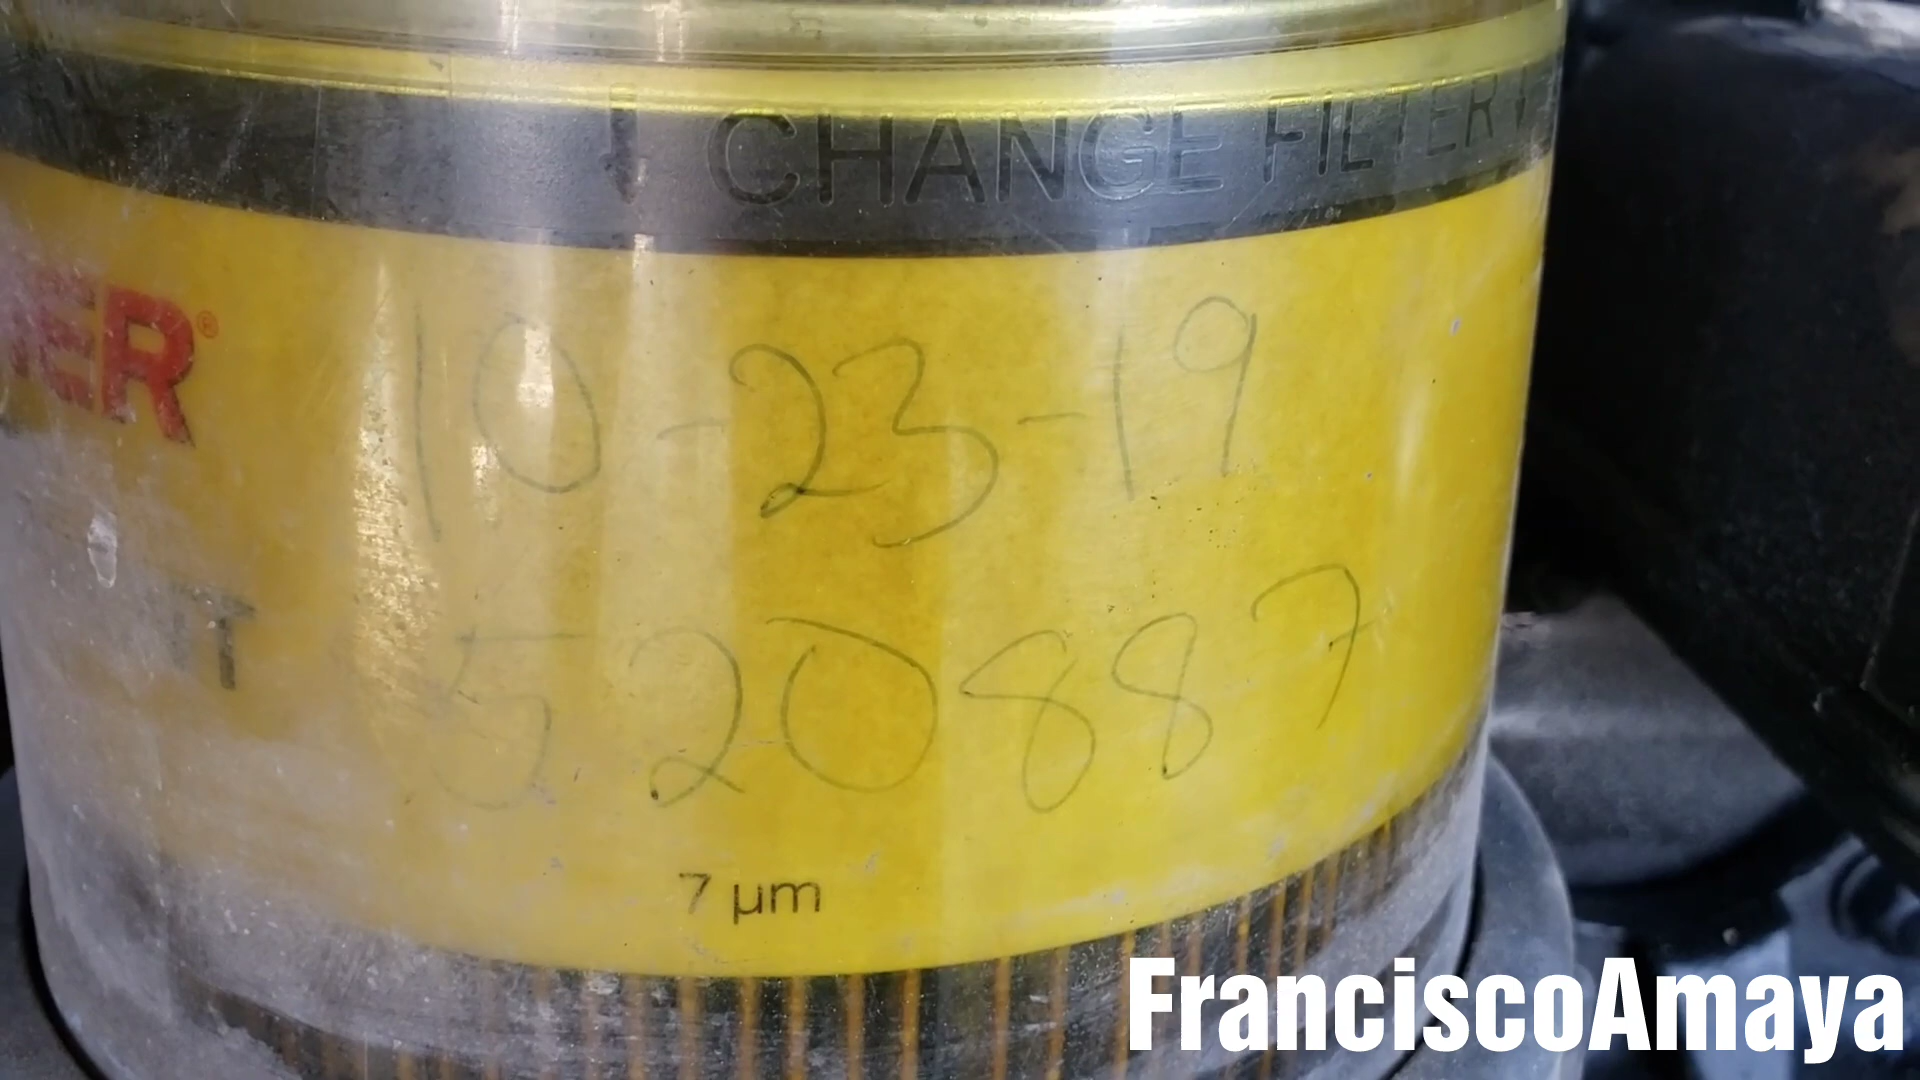 CHANGE FILTER
ER®
10-23-19
T
520887
7 µm
FranciscoAmaya